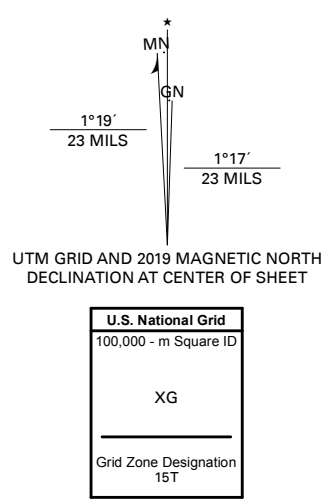 ★
MN
GN
1°19´
23 MILS
1°17´
23 MILS
UTM GRID AND 2019 MAGNETIC NORTH
DECLINATION AT CENTER OF SHEET
U.S. National Grid
100,000 - m Square ID
XG
Grid Zone Designation
15T